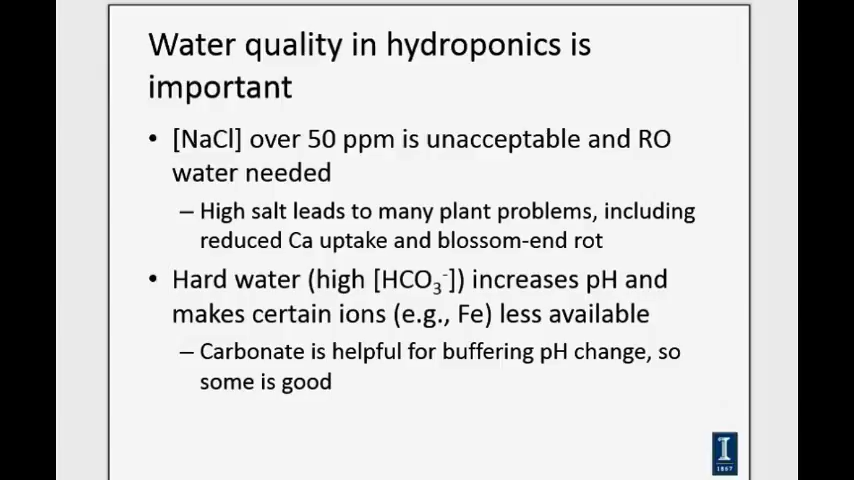 Water quality in hydroponics is
important
• [NaCl] over 50 ppm is unacceptable and RO
water needed
– High salt leads to many plant problems, including
reduced Ca uptake and blossom-end rot
• Hard water (high [HCO₃⁻]) increases pH and
makes certain ions (e.g., Fe) less available
– Carbonate is helpful for buffering pH change, so
some is good
I
1867